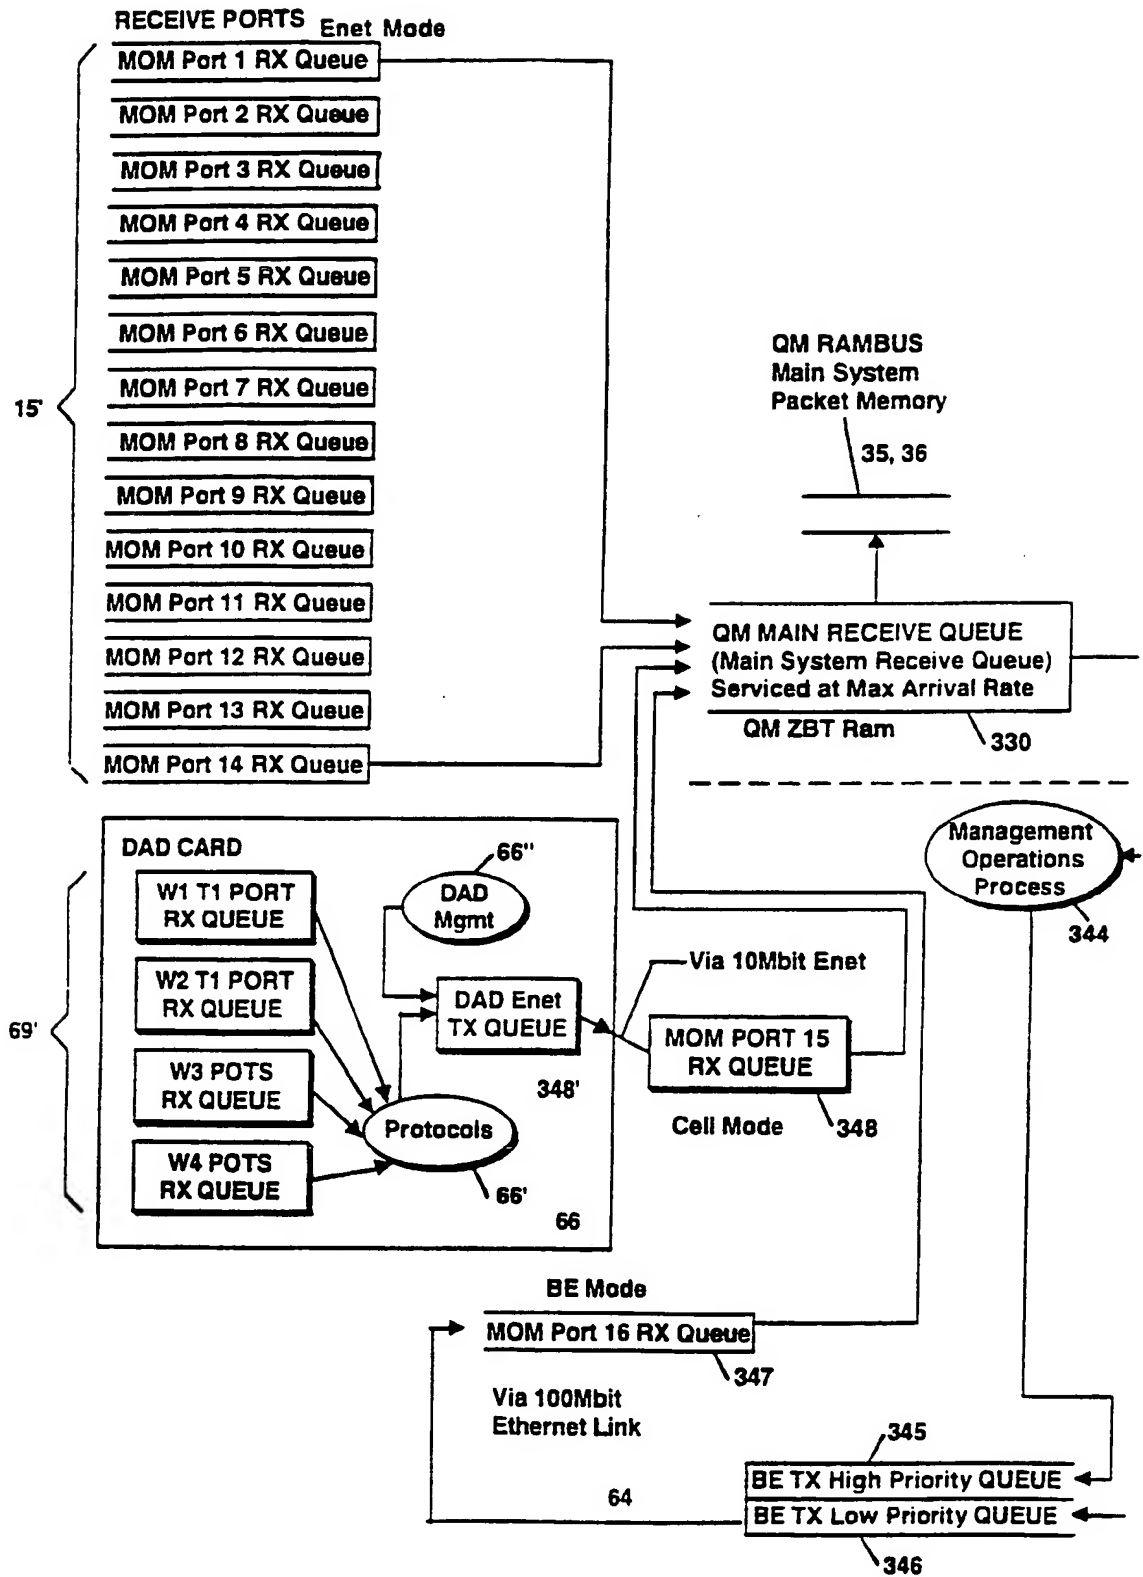 RECEIVE PORTS
Enet Mode
MOM Port 1 RX Queue
MOM Port 2 RX Queue
MOM Port 3 RX Queue
MOM Port 4 RX Queue
MOM Port 5 RX Queue
MOM Port 6 RX Queue
MOM Port 7 RX Queue
MOM Port 8 RX Queue
MOM Port 9 RX Queue
MOM Port 10 RX Queue
MOM Port 11 RX Queue
MOM Port 12 RX Queue
MOM Port 13 RX Queue
MOM Port 14 RX Queue
15'
QM RAMBUS
Main System
Packet Memory
35, 36
QM MAIN RECEIVE QUEUE
(Main System Receive Queue)
Serviced at Max Arrival Rate
QM ZBT Ram
330
Management
Operations
Process
344
DAD CARD
66"
W1 T1 PORT
RX QUEUE
DAD
Mgmt
W2 T1 PORT
RX QUEUE
DAD Enet
TX QUEUE
Via 10Mbit Enet
69'
MOM PORT 15
RX QUEUE
W3 POTS
RX QUEUE
348'
Cell Mode
348
Protocols
W4 POTS
RX QUEUE
66'
66
BE Mode
MOM Port 16 RX Queue
347
Via 100Mbit
Ethernet Link
345
BE TX High Priority QUEUE
64
BE TX Low Priority QUEUE
346